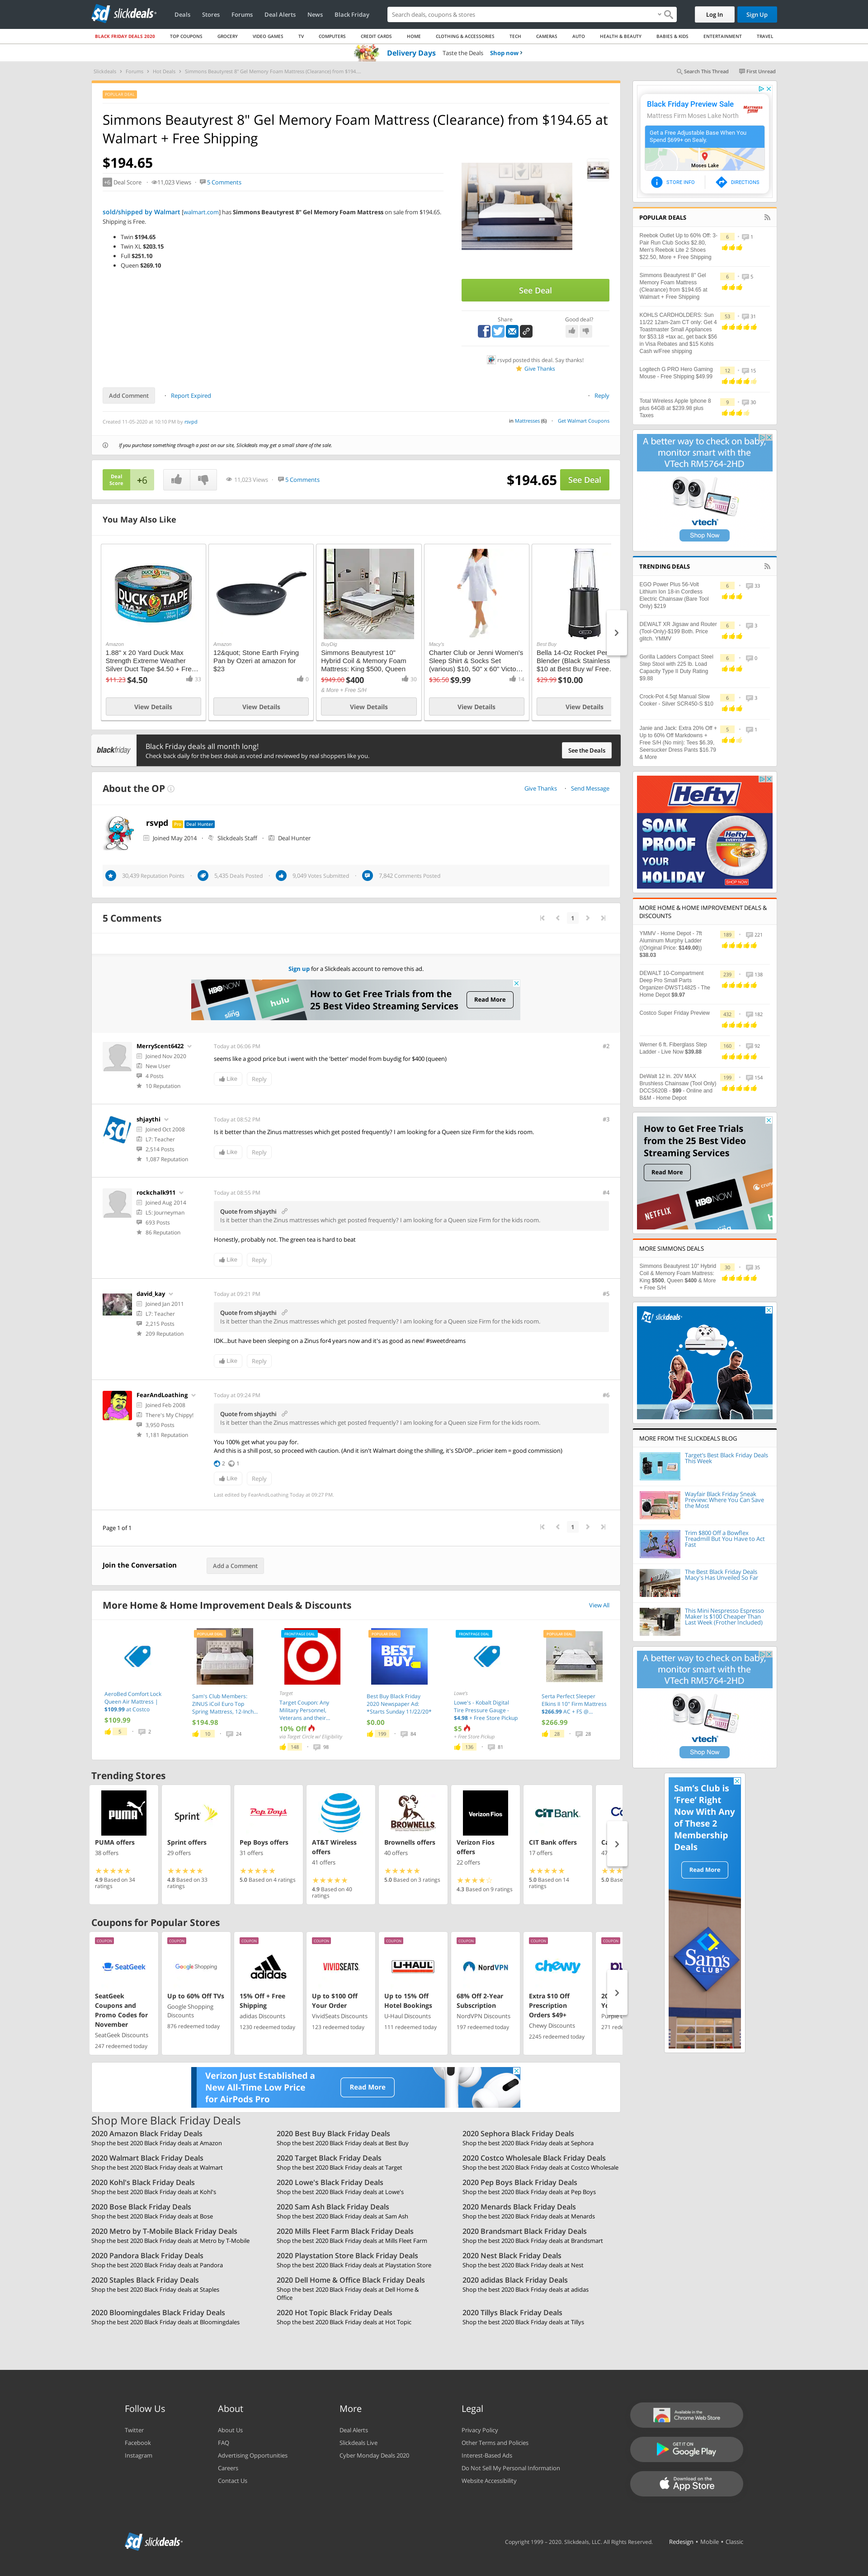 slickdeals
Deals
Stores
Forums
Deal Alerts
News
Black Friday
Search deals, coupons & stores
Log In
Sign Up
BLACK FRIDAY DEALS 2020
TOP COUPONS
GROCERY
VIDEO GAMES
TV
COMPUTERS
CREDIT CARDS
HOME
CLOTHING & ACCESSORIES
TECH
CAMERAS
AUTO
HEALTH & BEAUTY
BABIES & KIDS
ENTERTAINMENT
TRAVEL
Delivery Days Taste the Deals Shop now >
Slickdeals > Forums > Hot Deals > Simmons Beautyrest 8" Gel Memory Foam Mattress (Clearance) from $194....
Search This Thread
First Unread
POPULAR DEAL
Simmons Beautyrest 8" Gel Memory Foam Mattress (Clearance) from $194.65 at
Walmart + Free Shipping
$194.65
+6 Deal Score 11,023 Views 5 Comments
sold/shipped by Walmart [walmart.com] has Simmons Beautyrest 8" Gel Memory Foam Mattress on sale from $194.65.
Shipping is Free.
• Twin $194.65
• Twin XL $203.15
• Full $251.10
• Queen $269.10
See Deal
Share
Good deal?
rsvpd posted this deal. Say thanks!
Give Thanks
Add Comment
Report Expired
Reply
Created 11-05-2020 at 10:10 PM by rsvpd
in Mattresses (6)
Get Walmart Coupons
If you purchase something through a post on our site, Slickdeals may get a small share of the sale.
Deal
Score
+6
11,023 Views
5 Comments
$194.65
See Deal
You May Also Like
Amazon
1.88" x 20 Yard Duck Max
Strength Extreme Weather
Silver Duct Tape $4.50 + Fre...
$11.23 $4.50
33
View Details
Amazon
12&quot; Stone Earth Frying
Pan by Ozeri at amazon for
$23
0
View Details
BuyDig
Simmons Beautyrest 10"
Hybrid Coil & Memory Foam
Mattress: King $500, Queen
$949.00 $400
30
& More + Free S/H
View Details
Macy's
Charter Club or Jenni Women's
Sleep Shirt & Socks Set
(various) $10, 50" x 60" Victo...
$36.50 $9.99
14
View Details
Best Buy
Bella 14-Oz Rocket Per
Blender (Black Stainless
$10 at Best Buy w/ Free.
$29.99 $10.00
View Details
blackfriday
Black Friday deals all month long!
Check back daily for the best deals as voted and reviewed by real shoppers like you.
See the Deals
About the OP
Give Thanks
Send Message
rsvpd Pro Deal Hunter
Joined May 2014
Slickdeals Staff
Deal Hunter
30,439 Reputation Points
5,435 Deals Posted
9,049 Votes Submitted
7,842 Comments Posted
5 Comments
1
Sign up for a Slickdeals account to remove this ad.
HBO NOW
hulu
How to Get Free Trials from the
25 Best Video Streaming Services
Read More
MerryScent6422
Joined Nov 2020
New User
4 Posts
10 Reputation
Today at 06:06 PM
#2
seems like a good price but i went with the 'better' model from buydig for $400 (queen)
Like
Reply
shjaythi
Joined Oct 2008
L7: Teacher
2,514 Posts
1,087 Reputation
Today at 08:52 PM
#3
Is it better than the Zinus mattresses which get posted frequently? I am looking for a Queen size Firm for the kids room.
Like
Reply
rockchalk911
Joined Aug 2014
L5: Journeyman
693 Posts
86 Reputation
Today at 08:55 PM
#4
Quote from shjaythi
Is it better than the Zinus mattresses which get posted frequently? I am looking for a Queen size Firm for the kids room.
Honestly, probably not. The green tea is hard to beat
Like
Reply
david_kay
Joined Jan 2011
L7: Teacher
2,215 Posts
209 Reputation
Today at 09:21 PM
#5
Quote from shjaythi
Is it better than the Zinus mattresses which get posted frequently? I am looking for a Queen size Firm for the kids room.
IDK...but have been sleeping on a Zinus for4 years now and it's as good as new! #sweetdreams
Like
Reply
FearAndLoathing
Joined Feb 2008
There's My Chippy!
3,950 Posts
1,181 Reputation
Today at 09:24 PM
#6
Quote from shjaythi
Is it better than the Zinus mattresses which get posted frequently? I am looking for a Queen size Firm for the kids room.
You 100% get what you pay for.
And this is a shill post, so proceed with caution. (And it isn't Walmart doing the shilling, it's SD/OP...pricier item = good commission)
2 1
Like
Reply
Last edited by FearAndLoathing Today at 09:27 PM.
Page 1 of 1
1
Join the Conversation
Add a Comment
More Home & Home Improvement Deals & Discounts
View All
AeroBed Comfort Lock
Queen Air Mattress |
$109.99 at Costco
$109.99
5 2
POPULAR DEAL
Sam's Club Members:
ZINUS iCoil Euro Top
Spring Mattress, 12 inch...
$194.98
10 24
FRONTPAGE DEAL
Target
Target Coupon: Any
Military Personnel,
Veterans and their...
10% Off
via Target Circle w/ Eligibility
148 98
POPULAR DEAL
BEST BUY
Best Buy Black Friday
2020 Newspaper Ad:
*Starts Sunday 11/22/20*
$0.00
199 84
FRONTPAGE DEAL
Lowe's
Lowe's - Kobalt Digital
Tire Pressure Gauge -
$4.98 + Free Store Pickup
$5
+ Free Store Pickup
136 81
POPULAR DEAL
Serta Perfect Sleeper
Elkins II 10" Firm Mattress
$266.99 AC + FS @...
$266.99
28 28
Trending Stores
PUMA
PUMA offers
38 offers
4.9 Based on 34
ratings
Sprint
Sprint offers
29 offers
4.8 Based on 33
ratings
Pep Boys
Pep Boys offers
31 offers
5.0 Based on 4 ratings
AT&T
AT&T Wireless
offers
41 offers
4.9 Based on 40
ratings
BROWNELLS
Brownells offers
40 offers
5.0 Based on 3 ratings
Verizon Fios
Verizon Fios
offers
22 offers
4.3 Based on 9 ratings
CIT Bank
CIT Bank offers
17 offers
5.0 Based on 14
ratings
Coupons for Popular Stores
COUPON
SeatGeek
SeatGeek
Coupons and
Promo Codes for
November
SeatGeek Discounts
247 redeemed today
COUPON
Google Shopping
Up to 60% Off TVs
Google Shopping
Discounts
876 redeemed today
COUPON
adidas
15% Off + Free
Shipping
adidas Discounts
1230 redeemed today
COUPON
VIVIDSEATS
Up to $100 Off
Your Order
VividSeats Discounts
123 redeemed today
COUPON
U-HAUL
Up to 15% Off
Hotel Bookings
U-Haul Discounts
111 redeemed today
COUPON
NordVPN
68% Off 2-Year
Subscription
NordVPN Discounts
197 redeemed today
COUPON
chewy
Extra $10 Off
Prescription
Orders $49+
Chewy Discounts
2245 redeemed today
COUPON
Verizon Just Established a
New All-Time Low Price
for AirPods Pro
Read More
Shop More Black Friday Deals
2020 Amazon Black Friday Deals
Shop the best 2020 Black Friday deals at Amazon
2020 Best Buy Black Friday Deals
Shop the best 2020 Black Friday deals at Best Buy
2020 Sephora Black Friday Deals
Shop the best 2020 Black Friday deals at Sephora
2020 Walmart Black Friday Deals
Shop the best 2020 Black Friday deals at Walmart
2020 Target Black Friday Deals
Shop the best 2020 Black Friday deals at Target
2020 Costco Wholesale Black Friday Deals
Shop the best 2020 Black Friday deals at Costco Wholesale
2020 Kohl's Black Friday Deals
Shop the best 2020 Black Friday deals at Kohl's
2020 Lowe's Black Friday Deals
Shop the best 2020 Black Friday deals at Lowe's
2020 Pep Boys Black Friday Deals
Shop the best 2020 Black Friday deals at Pep Boys
2020 Bose Black Friday Deals
Shop the best 2020 Black Friday deals at Bose
2020 Sam Ash Black Friday Deals
Shop the best 2020 Black Friday deals at Sam Ash
2020 Menards Black Friday Deals
Shop the best 2020 Black Friday deals at Menards
2020 Metro by T-Mobile Black Friday Deals
Shop the best 2020 Black Friday deals at Metro by T-Mobile
2020 Mills Fleet Farm Black Friday Deals
Shop the best 2020 Black Friday deals at Mills Fleet Farm
2020 Brandsmart Black Friday Deals
Shop the best 2020 Black Friday deals at Brandsmart
2020 Pandora Black Friday Deals
Shop the best 2020 Black Friday deals at Pandora
2020 Playstation Store Black Friday Deals
Shop the best 2020 Black Friday deals at Playstation Store
2020 Nest Black Friday Deals
Shop the best 2020 Black Friday deals at Nest
2020 Staples Black Friday Deals
Shop the best 2020 Black Friday deals at Staples
2020 Dell Home & Office Black Friday Deals
Shop the best 2020 Black Friday deals at Dell Home &
Office
2020 adidas Black Friday Deals
Shop the best 2020 Black Friday deals at adidas
2020 Bloomingdales Black Friday Deals
Shop the best 2020 Black Friday deals at Bloomingdales
2020 Hot Topic Black Friday Deals
Shop the best 2020 Black Friday deals at Hot Topic
2020 Tillys Black Friday Deals
Shop the best 2020 Black Friday deals at Tillys
Black Friday Preview Sale
Mattress Firm Moses Lake North
MATTRESS FIRM
Get a Free Adjustable Base When You
Spend $699+ on Sealy.
Moses Lake
STORE INFO
DIRECTIONS
POPULAR DEALS
Reebok Outlet Up to 60% Off: 3-
Pair Run Club Socks $2.80,
Men's Reebok Lite 2 Shoes
$22.50, More + Free Shipping
6 1
Simmons Beautyrest 8" Gel
Memory Foam Mattress
(Clearance) from $194.65 at
Walmart + Free Shipping
6 5
KOHLS CARDHOLDERS: Sun
11/22 12am-2am CT only: Get 4
Toastmaster Small Appliances
for $53.18 +tax ac, get back $56
in Visa Rebates and $15 Kohls
Cash w/Free shipping
53 31
Logitech G PRO Hero Gaming
Mouse - Free Shipping $49.99
12 15
Total Wireless Apple Iphone 8
plus 64GB at $239.98 plus
Taxes
9 30
A better way to check on baby,
monitor with the
VTech RM5764-2HD
vtech
Shop Now
TRENDING DEALS
EGO Power Plus 56-Volt
Lithium Ion 18-in Cordless
Electric Chainsaw (Bare Tool
Only) $219
6 33
DEWALT XR Jigsaw and Router
(Tool-Only)-$199 Both. Price
glitch. YMMV
6 3
Gorilla Ladders Compact Steel
Step Stool with 225 lb. Load
Capacity Type II Duty Rating
$9.88
6 0
Crock-Pot 4.5qt Manual Slow
Cooker - Silver SCR450-S $10
6 3
Janie and Jack: Extra 20% Off +
Up to 60% Off Markdowns +
Free S/H (No min): Tees $6.39,
Seersucker Dress Pants $16.79
& More
5 1
Hefty
SOAK
PROOF
YOUR
HOLIDAY
SHOP NOW
MORE HOME & HOME IMPROVEMENT DEALS &
DISCOUNTS
YMMV - Home Depot - 7ft
Aluminum Murphy Ladder
((Original Price: $149.00))
$38.03
189 221
DEWALT 10-Compartment
Deep Pro Small Parts
Organizer-DWST14825 - The
Home Depot $9.97
239 138
Costco Super Friday Preview
432 182
Werner 6 ft. Fiberglass Step
Ladder - Live Now $39.88
160 92
DeWalt 12 in. 20V MAX
Brushless Chainsaw (Tool Only)
DCCS620B - $99 - Online and
B&M - Home Depot
199 154
How to Get Free Trials
from the 25 Best Video
Streaming Services
Read More
NETFLIX
HBO NOW
MORE SIMMONS DEALS
Simmons Beautyrest 10" Hybrid
Coil & Memory Foam Mattress:
King $500, Queen $400 & More
+ Free S/H
30 35
slickdeals
MORE FROM THE SLICKDEALS BLOG
Target's Best Black Friday Deals
This Week
Wayfair Black Friday Sneak
Preview: Where You Can Save
the Most
Trim $800 Off a Bowflex
Treadmill But You Have to Act
Fast
The Best Black Friday Deals
Macy's Has Unveiled So Far
This Mini Nespresso Espresso
Maker Is $100 Cheaper Than
Last Week (Frother Included)
A better way to check on baby,
monitor smart with the
VTech RM5764-2HD
vtech
Shop Now
Sam's Club is
'Free' Right
Now With Any
of These 2
Membership
Deals
Read More
Sam's
CLUB
Follow Us
Twitter
Facebook
Instagram
About
About Us
FAQ
Advertising Opportunities
Careers
Contact Us
More
Deal Alerts
Slickdeals Live
Cyber Monday Deals 2020
Legal
Privacy Policy
Other Terms and Policies
Interest-Based Ads
Do Not Sell My Personal Information
Website Accessibility
Available in the
Chrome Web Store
GET IT ON
Google Play
Download on the
App Store
slickdeals
Copyright 1999 - 2020. Slickdeals, LLC. All Rights Reserved.
Redesign • Mobile • Classic